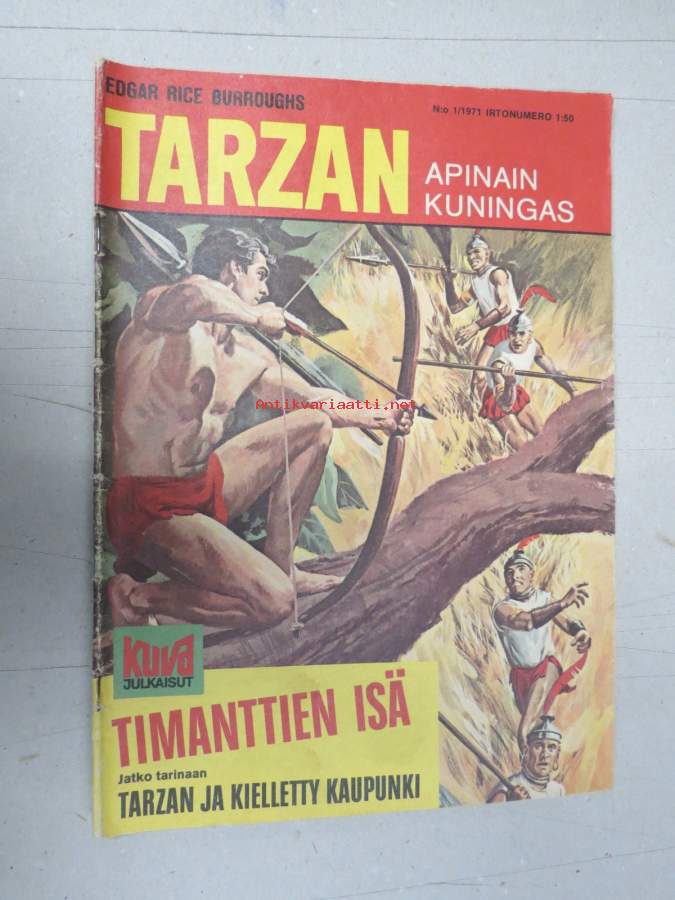 EDGAR RICE BURROUGHS
N:o 1/1971 IRTONUMERO 1:50
TARZAN
APINAIN
KUNINGAS
Antikvariaatti.net
KUVA
JULKAISUT
TIMANTTIEN ISÄ
Jatko tarinaan
TARZAN JA KIELLETTY KAUPUNKI